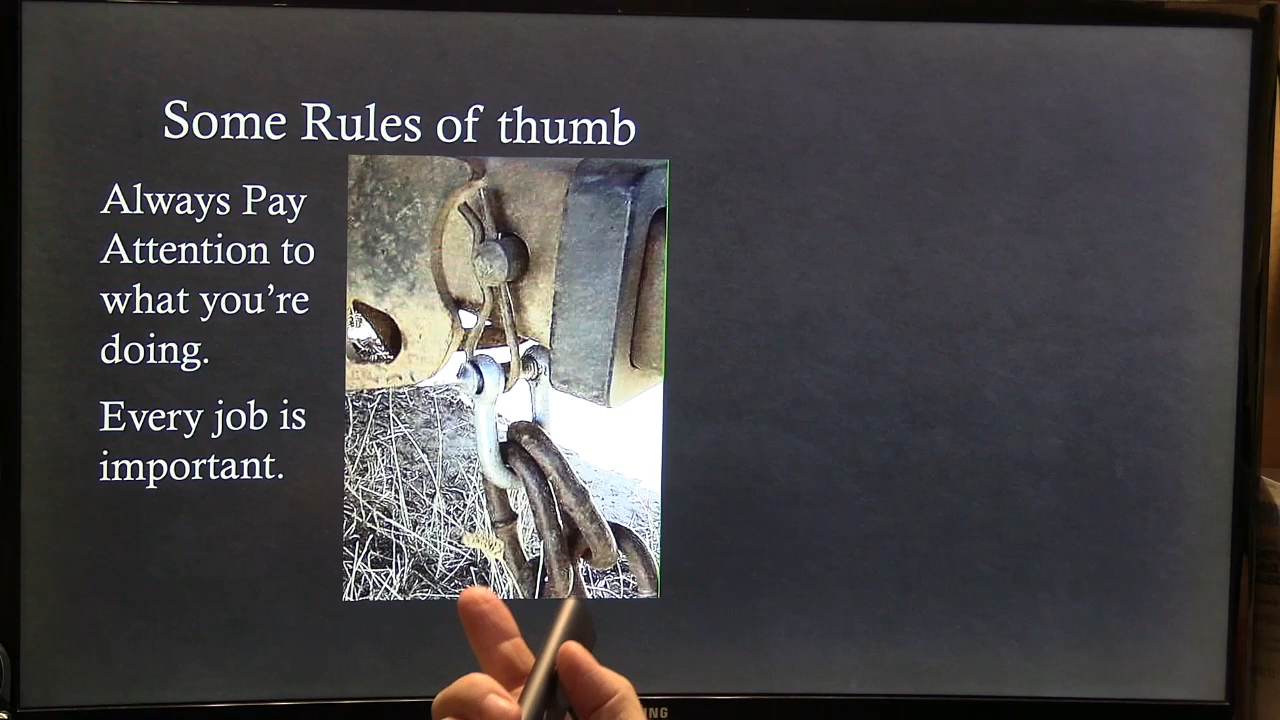 Some Rules of thumb
Always Pay
Attention to
what you're
doing.
Every job is
important.